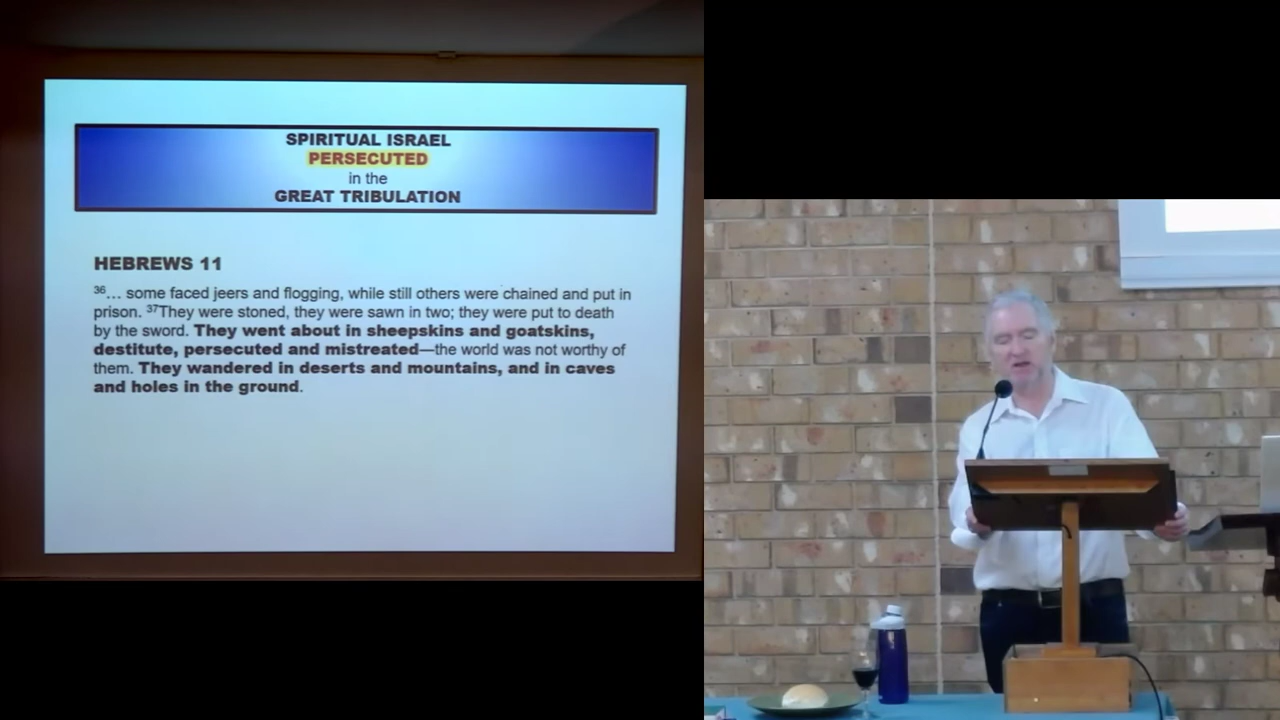 SPIRITUAL ISRAEL
PERSECUTED
in the
GREAT TRIBULATION
HEBREWS 11
36… some faced jeers and flogging, while still others were chained and put in
prison. 37They were stoned, they were sawn in two; they were put to death
by the sword. They went about in sheepskins and goatskins,
destitute, persecuted and mistreated—the world was not worthy of
them. They wandered in deserts and mountains, and in caves
and holes in the ground.